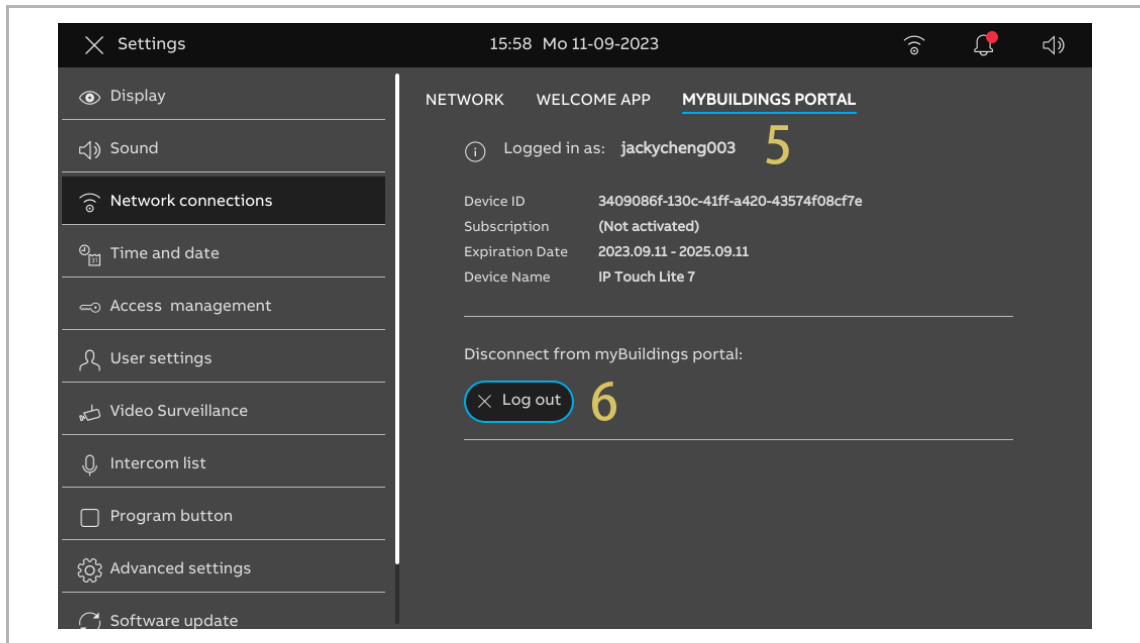 Settings
15:58 Mo 11-09-2023
Display
Sound
Network connections
Time and date
Access management
User settings
Video Surveillance
Intercom list
Program button
Advanced settings
Software update
NETWORK WELCOME APP MYBUILDINGS PORTAL
Logged in as: jackycheng003 5
Device ID 3409086f-130c-41ff-a420-43574f08cf7e
Subscription (Not activated)
Expiration Date 2023.09.11 - 2025.09.11
Device Name IP Touch Lite 7
Disconnect from myBuildings portal:
Log out 6